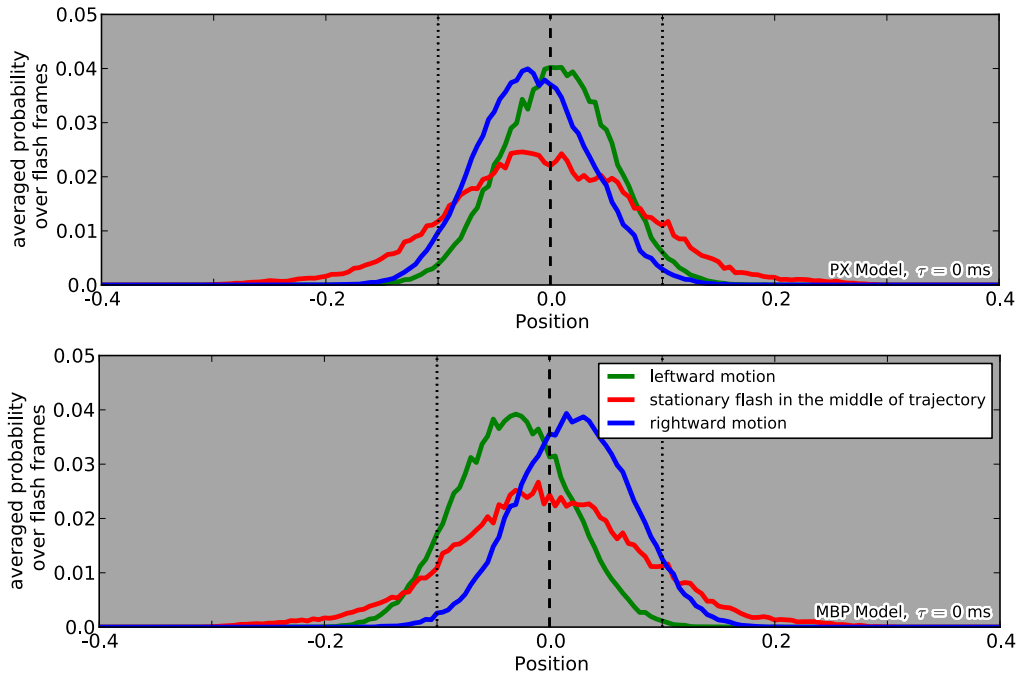 0.05
0.04
0.03
0.02
0.01
0.0
averaged probability
over flash frames
-0.4
-0.2
0.0
0.2
0.4
Position
PX Model, τ = 0 ms
0.05
0.04
0.03
0.02
0.01
0.0
averaged probability
over flash frames
leftward motion
stationary flash in the middle of trajectory
rightward motion
-0.4
-0.2
0.0
0.2
0.4
Position
MBP Model, τ = 0 ms